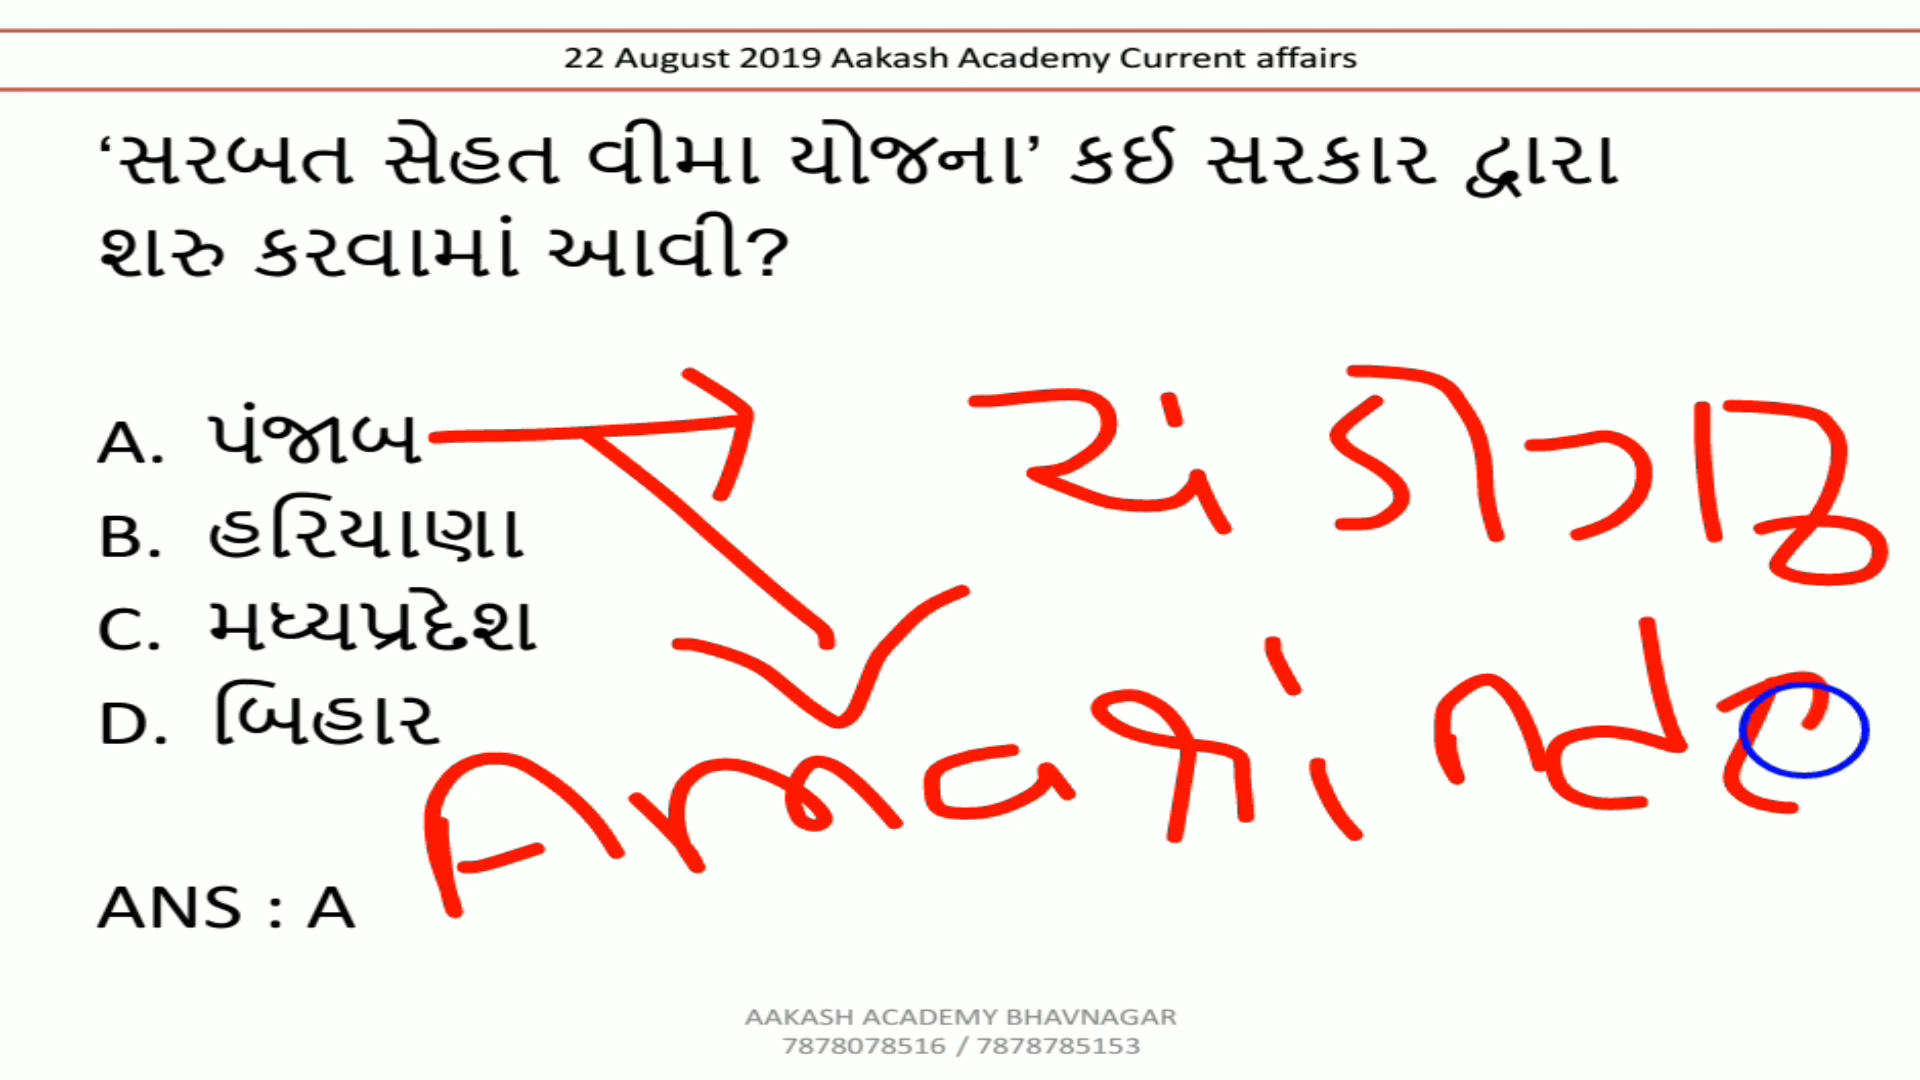 22 August 2019 Aakash Academy Current affairs
‘સરબત સેહત વીમા યોજના’ કઈ સરકાર દ્વારા
શરુ કરવામાં આવી?
A. પંજાબ
ચંડીગઢ
B. હરિયાણા
C. મધ્યપ્રદેશ
D. બિહાર
ANS : A
AAKASH ACADEMY BHAVNAGAR
7878078516 / 7878785153